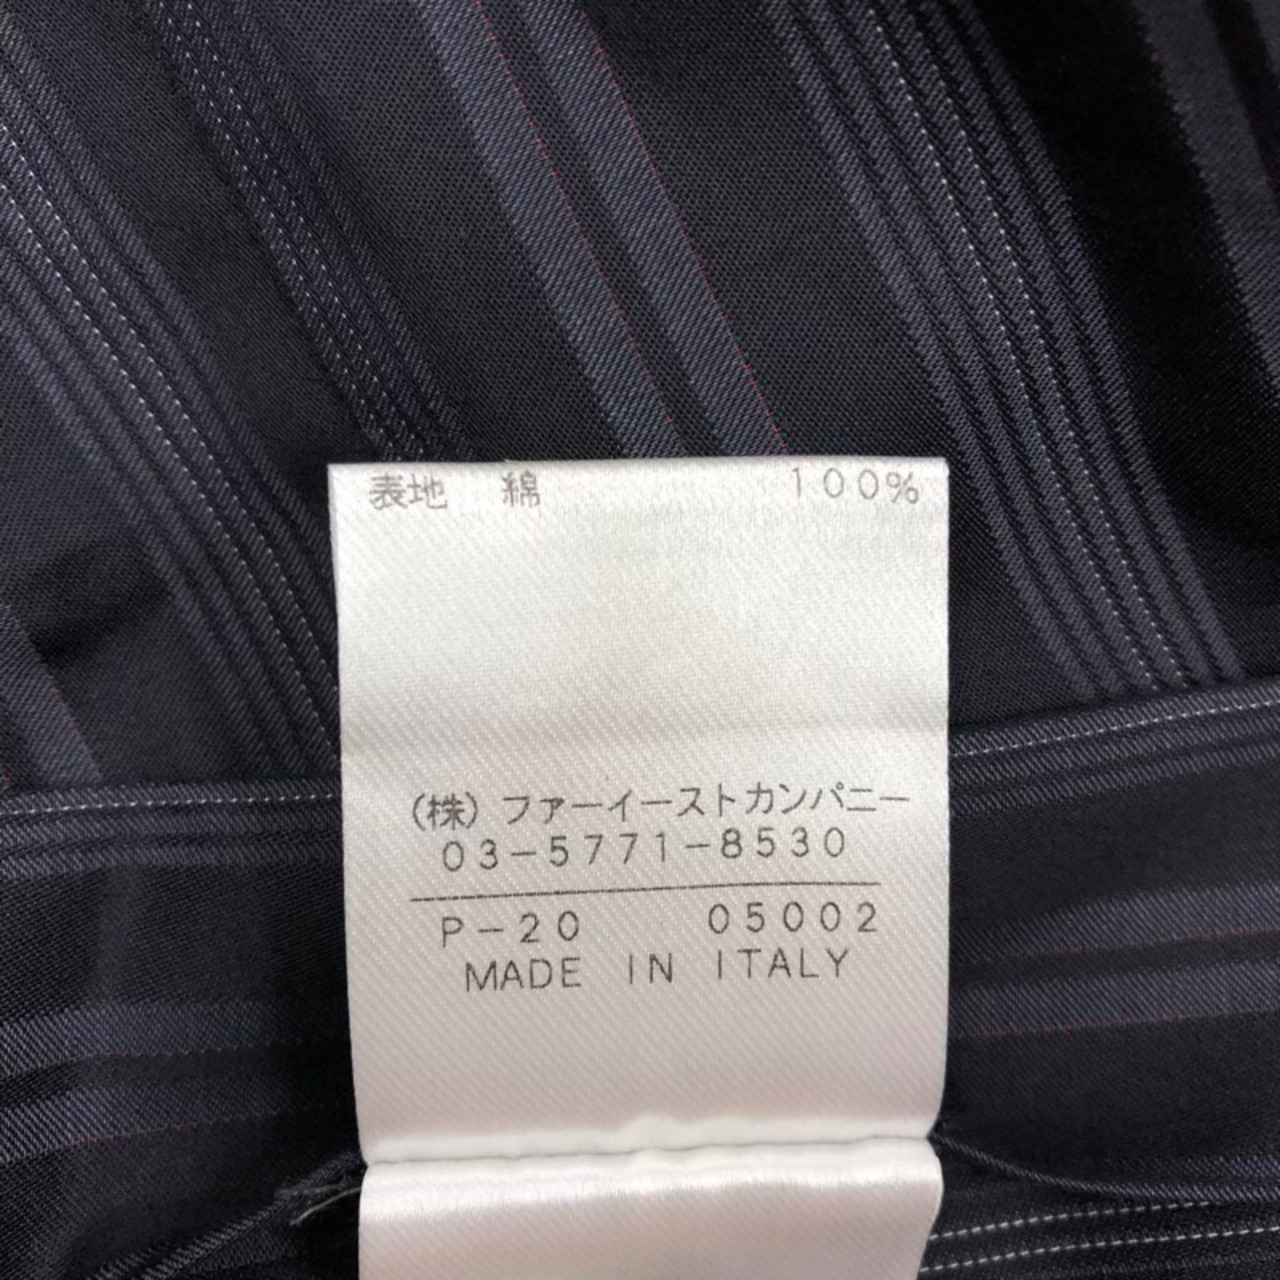 表地 綿 100%
(株)ファーイーストカンパニー
03-5771-8530
P-20 05002
MADE IN ITALY